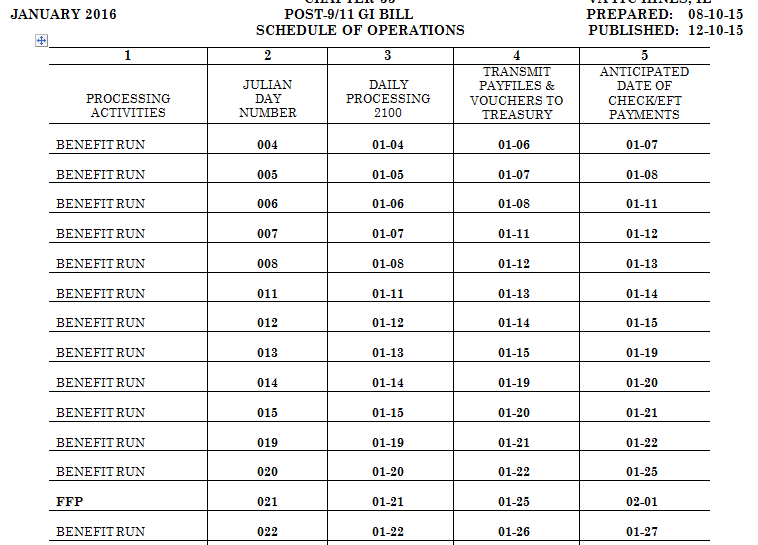 JANUARY 2016 POST-9/11 GI BILL PREPARED: 08-10-15
SCHEDULE OF OPERATIONS PUBLISHED: 12-10-15
1 2 3 4 5
PROCESSING ACTIVITIES JULIAN DAY NUMBER DAILY PROCESSING 2100 TRANSMIT PAYFILES & VOUCHERS TO TREASURY ANTICIPATED DATE OF CHECK/EFT PAYMENTS
BENEFIT RUN 004 01-04 01-06 01-07
BENEFIT RUN 005 01-05 01-07 01-08
BENEFIT RUN 006 01-06 01-08 01-11
BENEFIT RUN 007 01-07 01-11 01-12
BENEFIT RUN 008 01-08 01-12 01-13
BENEFIT RUN 011 01-11 01-13 01-14
BENEFIT RUN 012 01-12 01-14 01-15
BENEFIT RUN 013 01-13 01-15 01-19
BENEFIT RUN 014 01-14 01-19 01-20
BENEFIT RUN 015 01-15 01-20 01-21
BENEFIT RUN 019 01-19 01-21 01-22
BENEFIT RUN 020 01-20 01-22 01-25
FFP 021 01-21 01-25 02-01
BENEFIT RUN 022 01-22 01-26 01-27